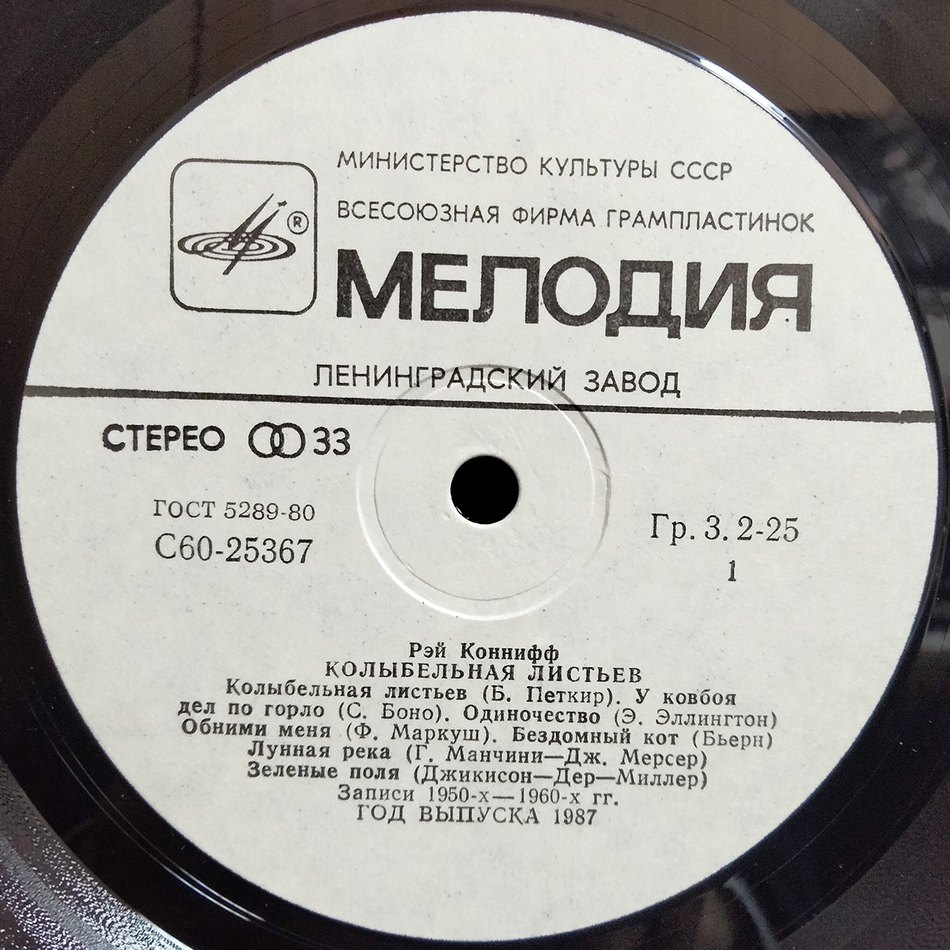 МИНИСТЕРСТВО КУЛЬТУРЫ СССР
ВСЕСОЮЗНАЯ ФИРМА ГРАМПЛАСТИНОК
®
МЕЛОДИЯ
ЛЕНИНГРАДСКИЙ ЗАВОД
СТЕРЕО 33
ГОСТ 5289-80
С60-25367
Гр. 3. 2-25
1
Рэй Коннифф
КОЛЫБЕЛЬНАЯ ЛИСТЬЕВ
Колыбельная листьев (Б. Петкир). У ковбоя
дел по горло (С. Боно). Одиночество (Э. Эллингтон)
Обними меня (Ф. Маркуш). Бездомный кот (Бьерн)
Лунная река (Г. Манчини—Дж. Мерсер)
Зеленые поля (Джикисон—Дер—Миллер)
Записи 1950-х—1960-х гг.
ГОД ВЫПУСКА 1987